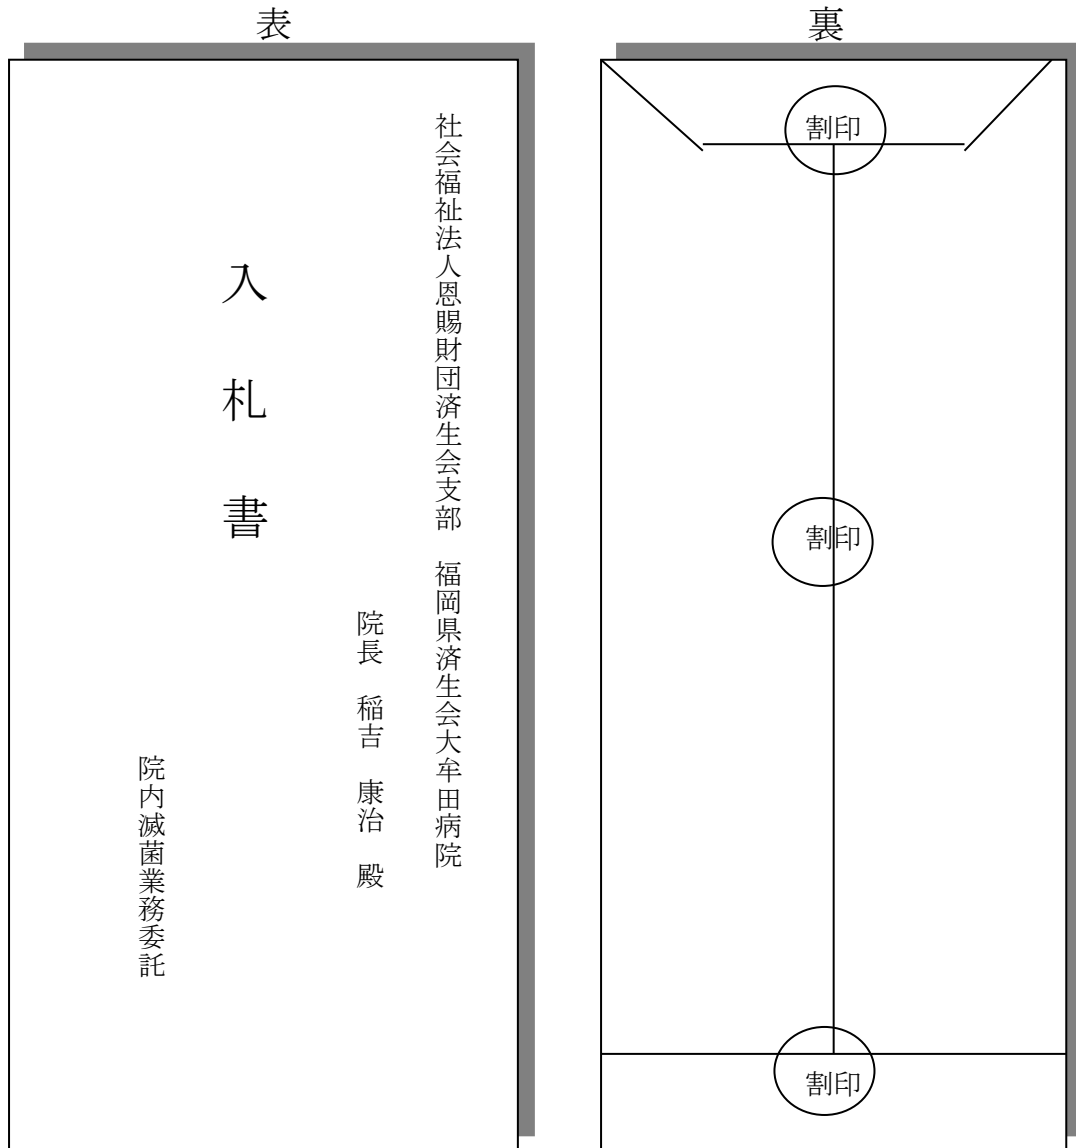 表
社会福祉法人恩賜財団済生会支部　福岡県済生会大牟田病院
院長　稲吉　康治　殿
入札書
院内滅菌業務委託
裏
割印
割印
割印